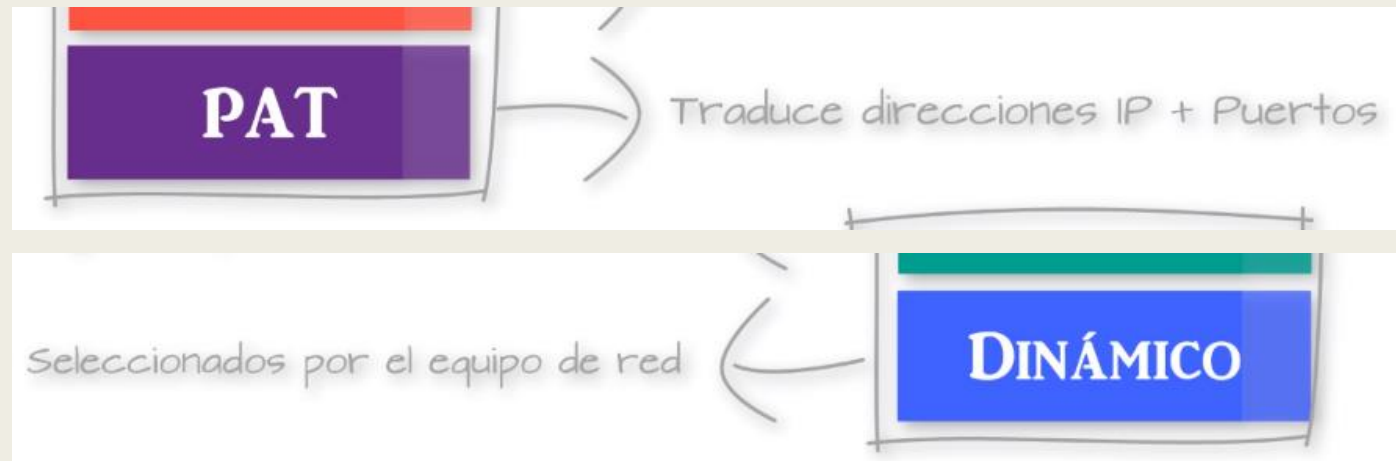 PAT
Traduce direcciones IP + Puertos
Seleccionados por el equipo de red
DINÁMICO